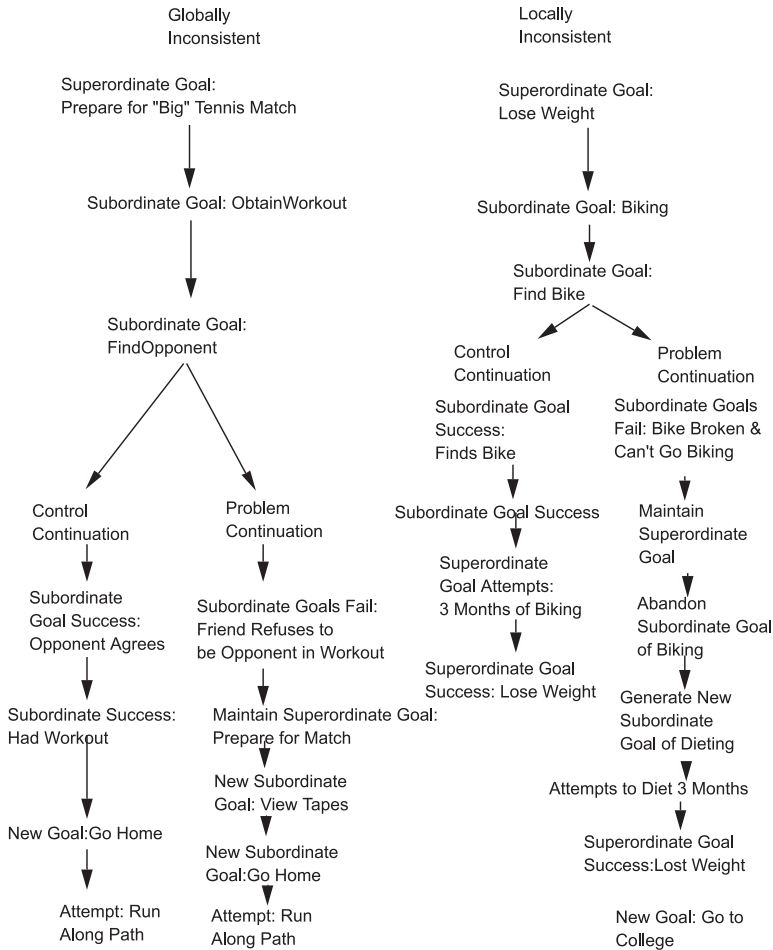 Globally
Inconsistent
Superordinate Goal:
Prepare for "Big" Tennis Match
Subordinate Goal: ObtainWorkout
Subordinate Goal:
FindOpponent
Control
Continuation
Subordinate
Goal Success:
Opponent Agrees
Subordinate Success:
Had Workout
New Goal:Go Home
Attempt: Run
Along Path
Problem
Continuation
Subordinate Goals Fail:
Friend Refuses to
be Opponent in Workout
Maintain Superordinate Goal:
Prepare for Match
New Subordinate
Goal: View Tapes
New Subordinate
Goal:Go Home
Attempt: Run
Along Path
Locally
Inconsistent
Superordinate Goal:
Lose Weight
Subordinate Goal: Biking
Subordinate Goal:
Find Bike
Control
Continuation
Subordinate Goal
Success:
Finds Bike
Subordinate Goal Success
Superordinate
Goal Attempts:
3 Months of Biking
Superordinate Goal
Success: Lose Weight
Problem
Continuation
Subordinate Goals
Fail: Bike Broken &
Can't Go Biking
Maintain
Superordinate
Goal
Abandon
Subordinate Goal
of Biking
Generate New
Subordinate
Goal of Dieting
Attempts to Diet 3 Months
Superordinate Goal
Success:Lost Weight
New Goal: Go to
College